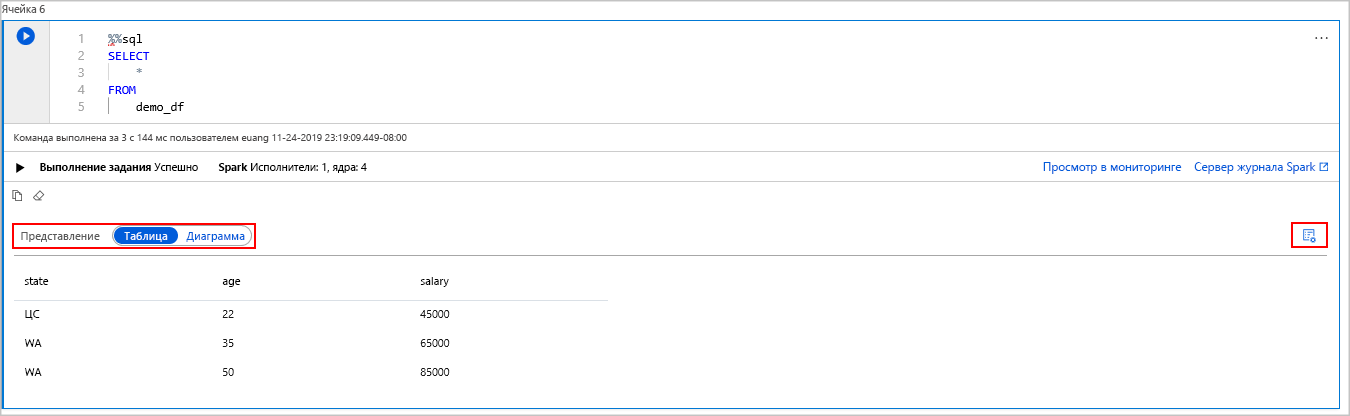 Ячейка 6
1 %%sql
2 SELECT
3 *
4 FROM
5 demo_df
...
Команда выполнена за 3 с 144 мс пользователем euang 11-24-2019 23:19:09.449-08:00
Выполнение задания Успешно Spark Исполнители: 1, ядра: 4 Просмотр в мониторинге Сервер журнала Spark
Представление Таблица Диаграмма
state age salary
ЦС 22 45000
WA 35 65000
WA 50 85000